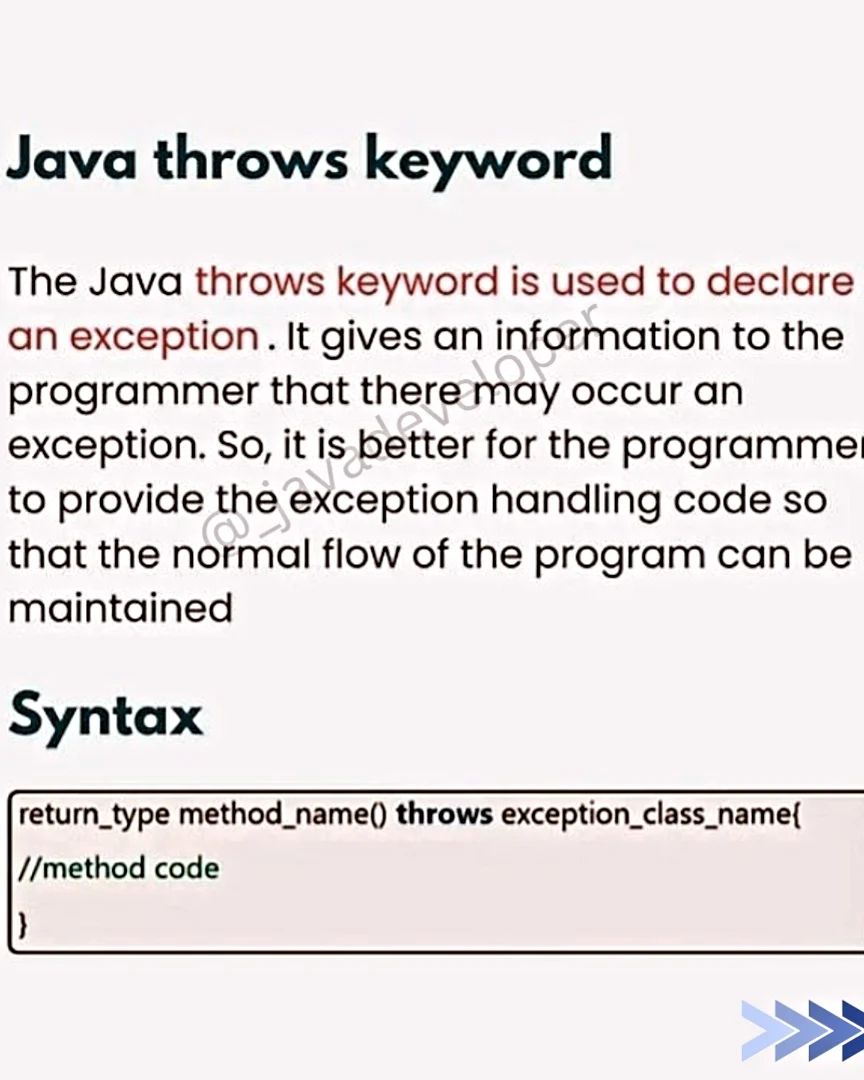 Java throws keyword
The Java throws keyword is used to declare
an exception . It gives an information to the
programmer that there may occur an
exception. So, it is better for the programmer
to provide the exception handling code so
that the normal flow of the program can be
maintained
@_javadeveloper
Syntax
return_type method_name() throws exception_class_name{
//method code
}